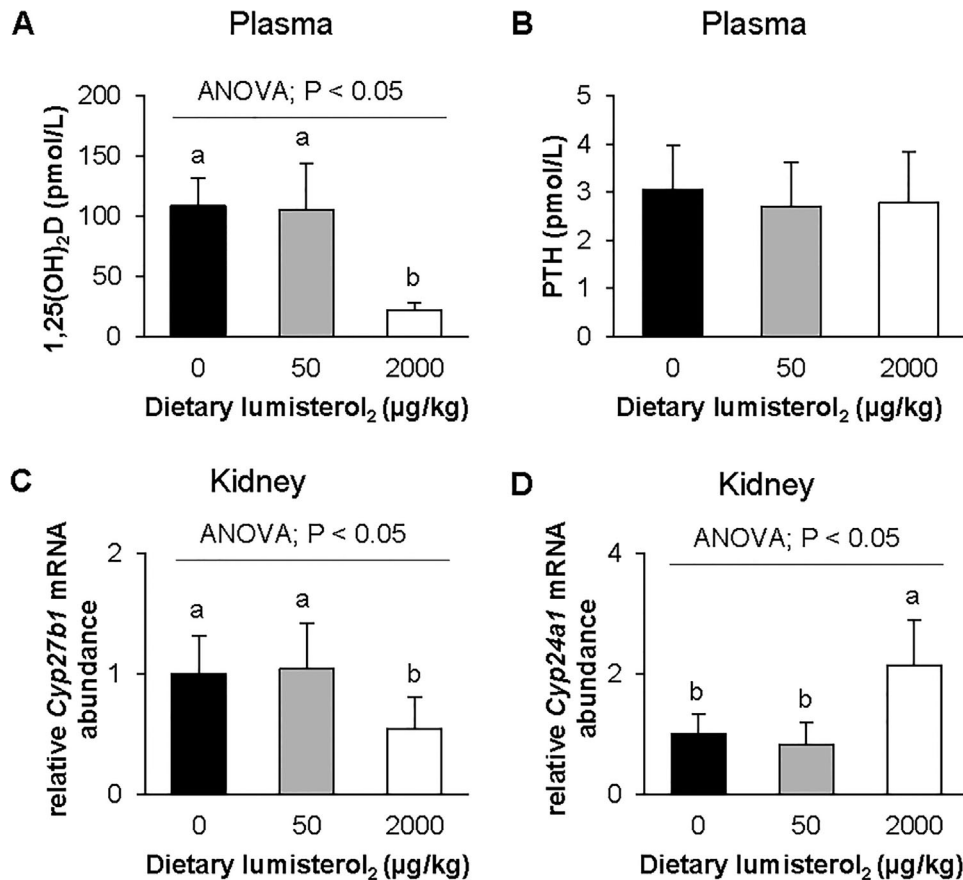 A
Plasma
ANOVA; P < 0.05
1,25(OH)₂D (pmol/L)
200
150
100
50
0
a
a
b
0 50 2000
Dietary lumisterol₂ (µg/kg)
B
Plasma
PTH (pmol/L)
5
4
3
2
1
0
0 50 2000
Dietary lumisterol₂ (µg/kg)
C
Kidney
ANOVA; P < 0.05
relative Cyp27b1 mRNA
abundance
2
1
0
a
a
b
0 50 2000
Dietary lumisterol₂ (µg/kg)
D
Kidney
ANOVA; P < 0.05
relative Cyp24a1 mRNA
abundance
4
2
0
b
b
a
0 50 2000
Dietary lumisterol₂ (µg/kg)